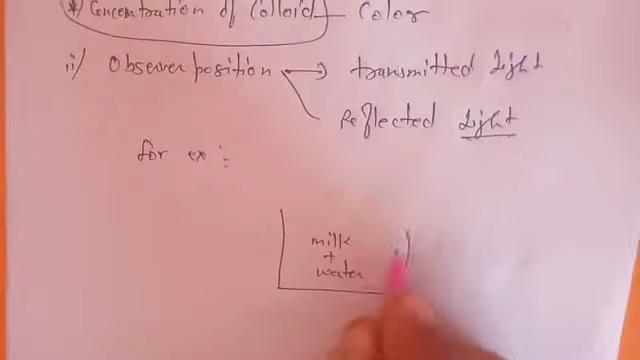 *) Concentration of Colloid — Color
ii/ Observer position → transmitted light
Reflected Light
for ex :
milk
+
water